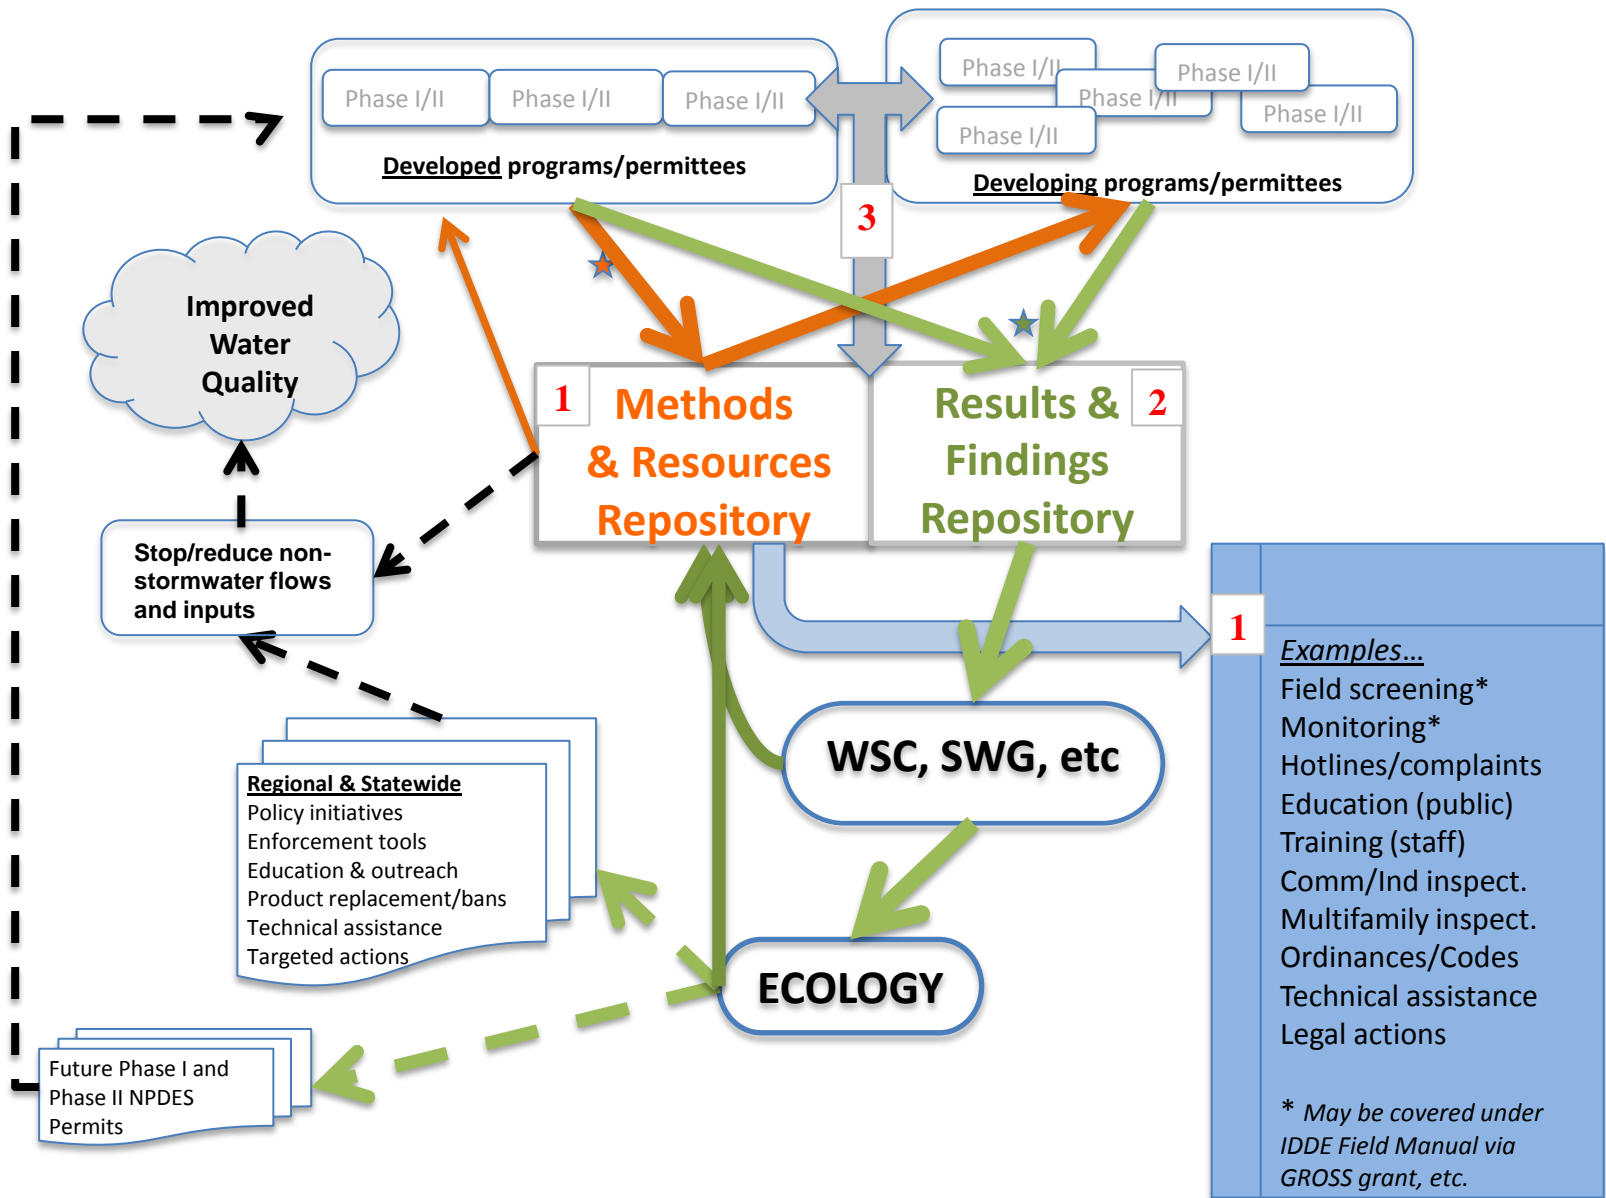 Phase I/II
Phase I/II
Phase I/II
Developed programs/permittees
Phase I/II
Phase I/II
Phase I/II
Phase I/II
Phase I/II
Developing programs/permittees
3
Improved
Water
Quality
1
Methods
& Resources
Repository
Results &
Findings
Repository
2
Stop/reduce non-
stormwater flows
and inputs
1
Examples…
Field screening*
Monitoring*
Hotlines/complaints
Education (public)
Training (staff)
Comm/Ind inspect.
Multifamily inspect.
Ordinances/Codes
Technical assistance
Legal actions
* May be covered under
IDDE Field Manual via
GROSS grant, etc.
WSC, SWG, etc
Regional & Statewide
Policy initiatives
Enforcement tools
Education & outreach
Product replacement/bans
Technical assistance
Targeted actions
ECOLOGY
Future Phase I and
Phase II NPDES
Permits